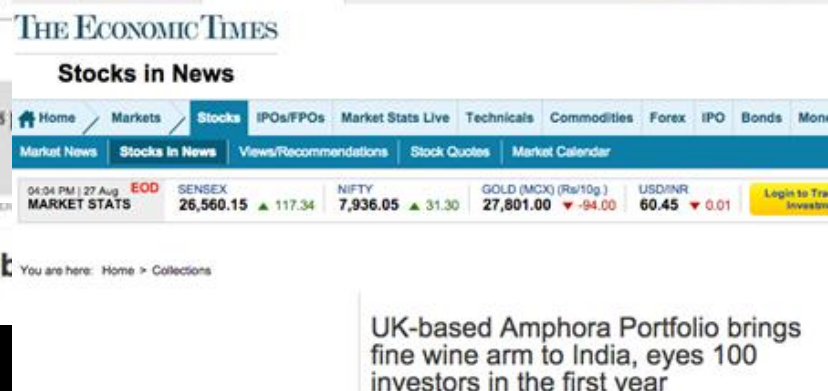 THE ECONOMIC TIMES
Stocks in News
Home Markets Stocks IPOs/FPOs Market Stats Live Technicals Commodities Forex IPO Bonds
Market News Stocks in News Views/Recommendations Stock Quotes Market Calendar
04:04 PM | 27 Aug EOD SENSEX NIFTY GOLD (MCX) (Rs/10g.) USD/INR Login to
MARKET STATS 26,560.15 ▲ 117.34 7,936.05 ▲ 31.30 27,801.00 ▼ -94.00 60.45 ▼ 0.01
You are here: Home > Collections
UK-based Amphora Portfolio brings
fine wine arm to India, eyes 100
investors in the first year